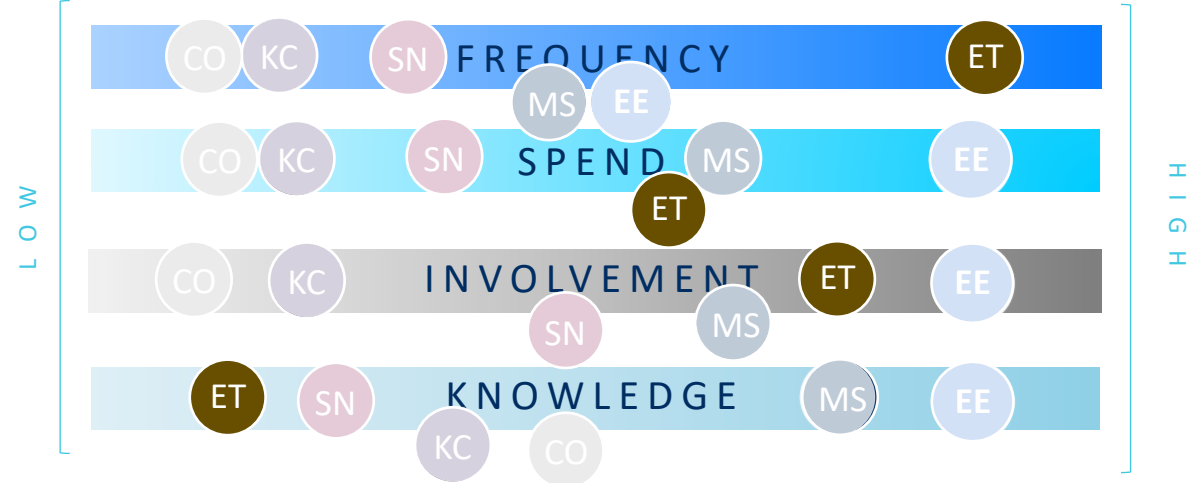 CO KC SN FREQUENCY ET
MS EE
CO KC SN SPEND MS EE
ET
LOW
HIGH
CO KC INVOLVEMENT ET EE
SN MS
ET SN KNOWLEDGE MS EE
KC CO